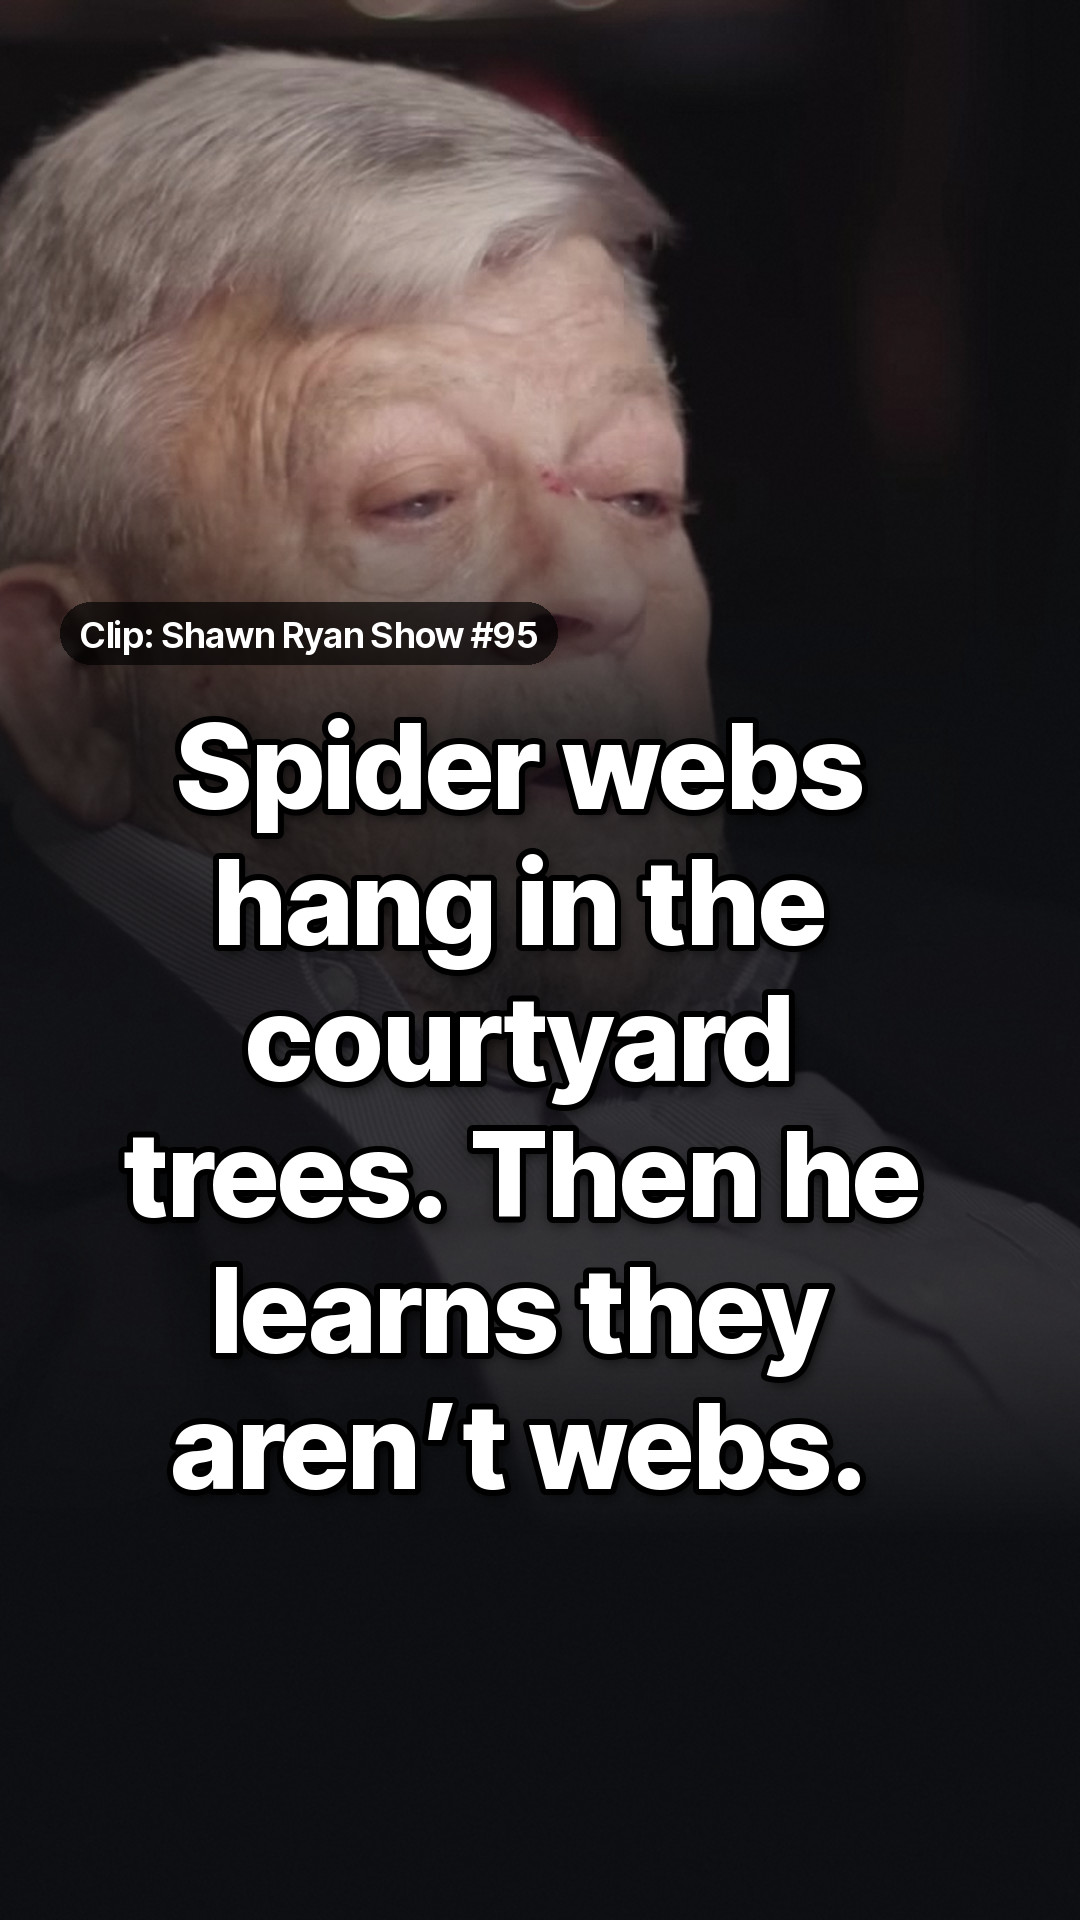 Clip: Shawn Ryan Show #95
Spider webs
hang in the
courtyard
trees. Then he
learns they
aren’t webs.